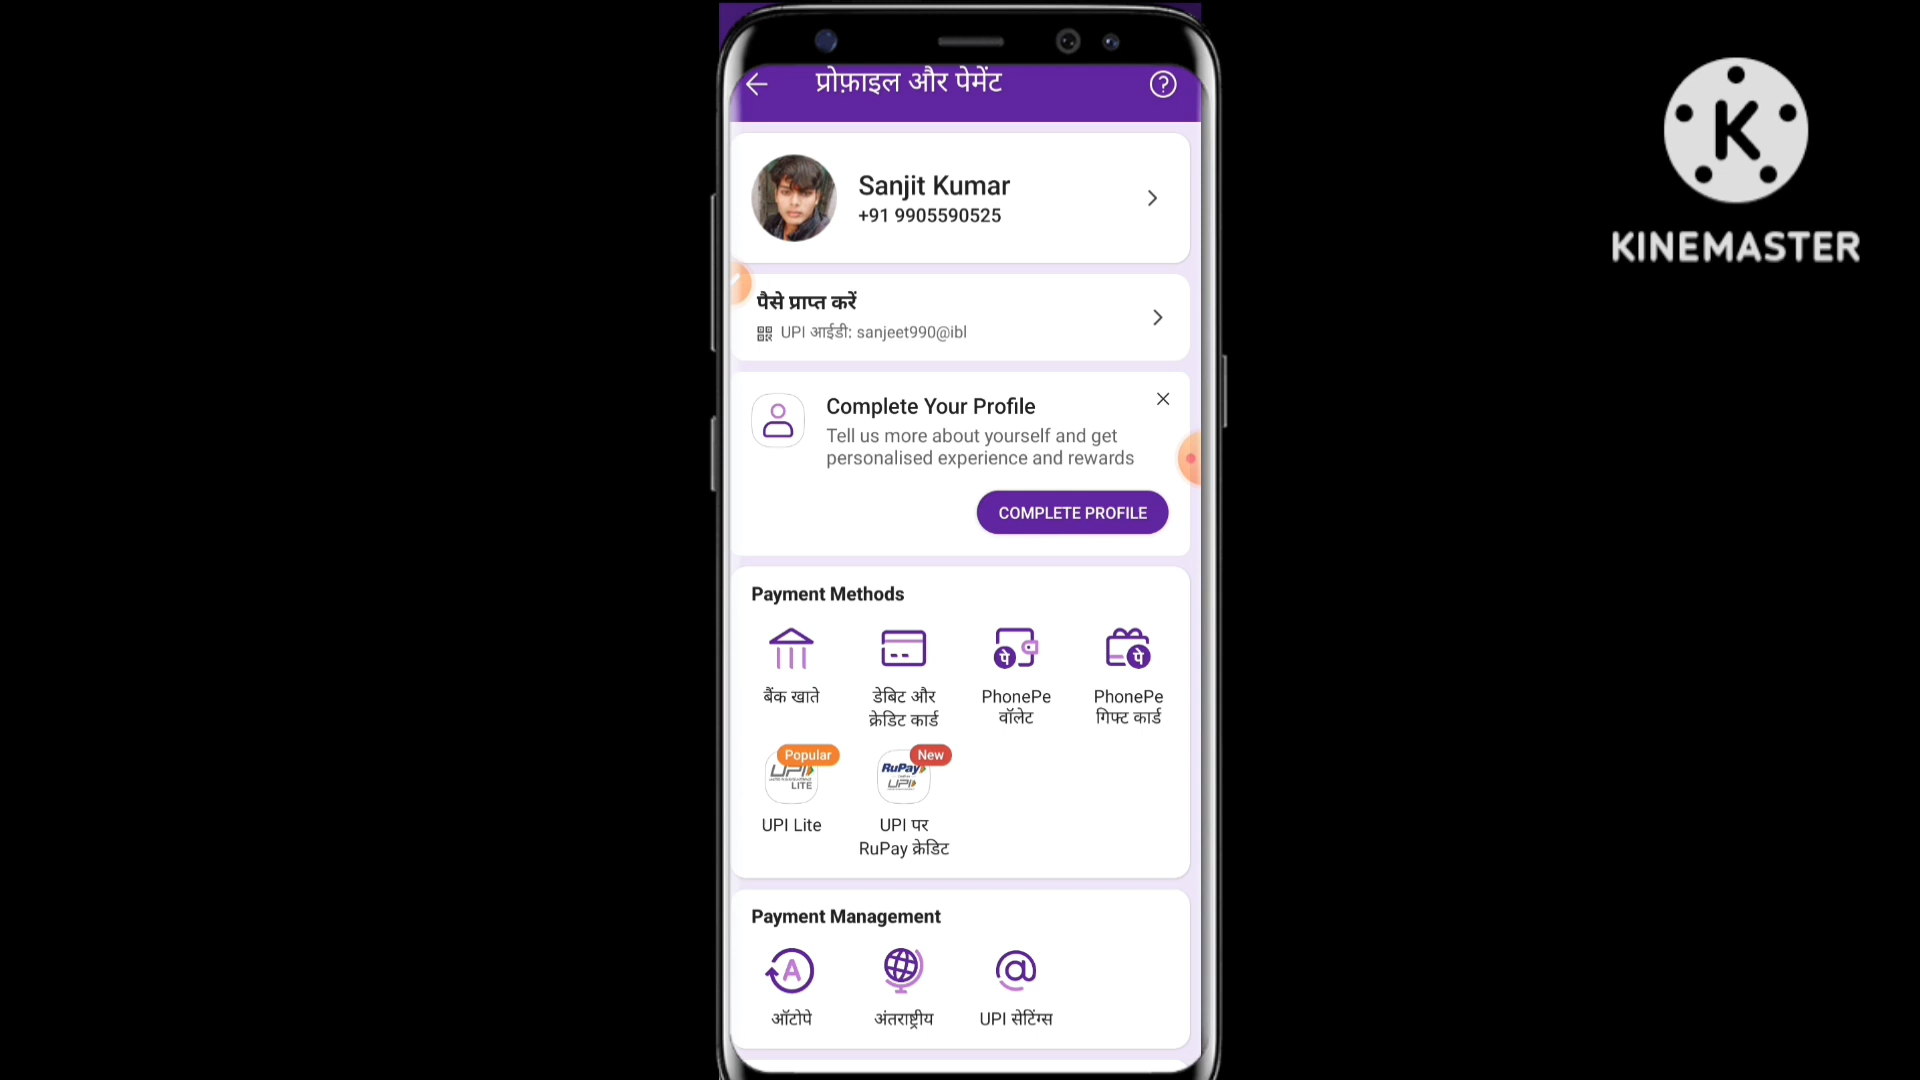 प्रोफ़ाइल और पेमेंट
Sanjit Kumar
+91 9905590525
पैसे प्राप्त करें
UPI आईडी: sanjeet990@ibl
Complete Your Profile
Tell us more about yourself and get
personalised experience and rewards
COMPLETE PROFILE
Payment Methods
बैंक खाते
डेबिट और
क्रेडिट कार्ड
PhonePe
वॉलेट
PhonePe
गिफ्ट कार्ड
Popular
UPI
LITE
UPI Lite
New
RuPay
UPI
UPI पर
RuPay क्रेडिट
Payment Management
ऑटोपे
अंतराष्ट्रीय
UPI सेटिंग्स
K
KINEMASTER